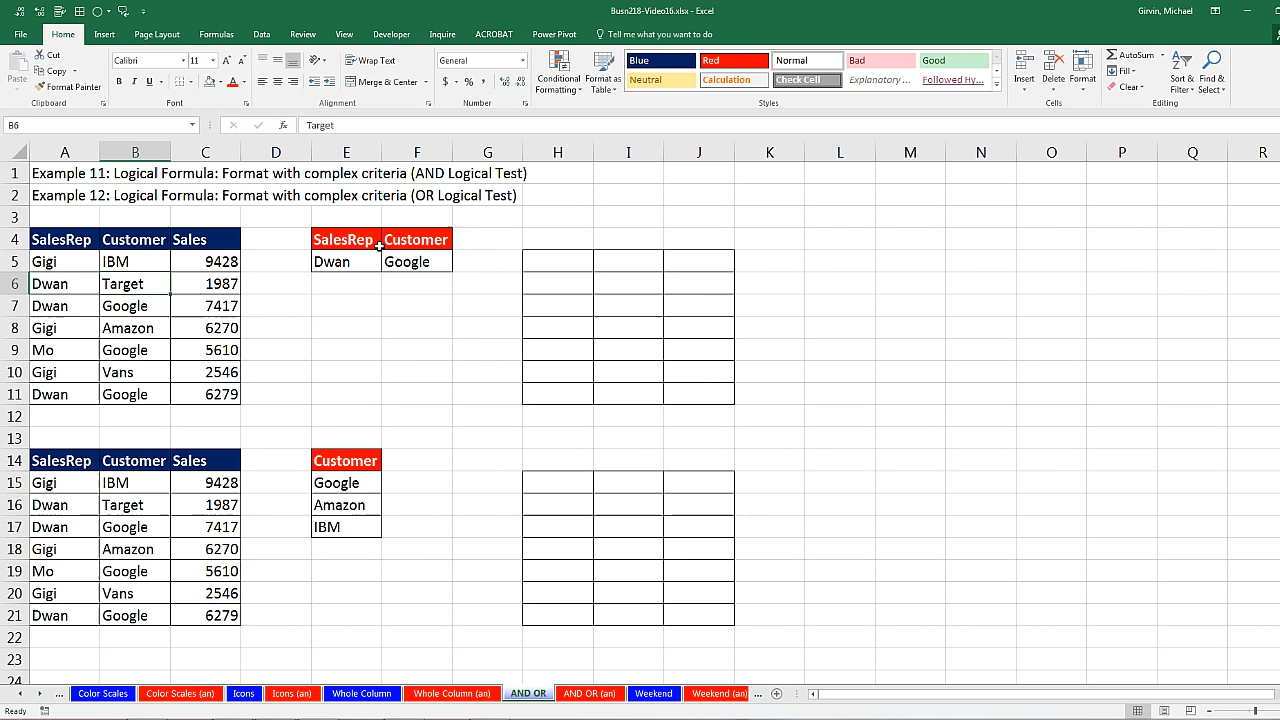 Busn218-Video16.xlsx - Excel
Girvin, Michael
File Home Insert Page Layout Formulas Data Review View Developer Inquire ACROBAT Power Pivot Tell me what you want to do
Paste
Cut
Copy
Format Painter
Clipboard
Calibri 11
B I U
Font
Wrap Text
Merge & Center
Alignment
General
$ % ,
Number
Conditional Formatting
Format as Table
Blue Red Normal Bad Good
Neutral Calculation Check Cell Explanatory ... Followed Hy...
Styles
Insert Delete Format
Cells
AutoSum
Fill
Clear
Sort & Filter
Find & Select
Editing
B6 fx Target
A B C D E F G H I J K L M N O P Q R
1 Example 11: Logical Formula: Format with complex criteria (AND Logical Test)
2 Example 12: Logical Formula: Format with complex criteria (OR Logical Test)
3
4 SalesRep Customer Sales SalesRep Customer
5 Gigi IBM 9428 Dwan Google
6 Dwan Target 1987
7 Dwan Google 7417
8 Gigi Amazon 6270
9 Mo Google 5610
10 Gigi Vans 2546
11 Dwan Google 6279
12
13
14 SalesRep Customer Sales Customer
15 Gigi IBM 9428 Google
16 Dwan Target 1987 Amazon
17 Dwan Google 7417 IBM
18 Gigi Amazon 6270
19 Mo Google 5610
20 Gigi Vans 2546
21 Dwan Google 6279
22
23
24
... Color Scales Color Scales (an) Icons Icons (an) Whole Column Whole Column (an) AND OR AND OR (an) Weekend Weekend (an) ...
Ready